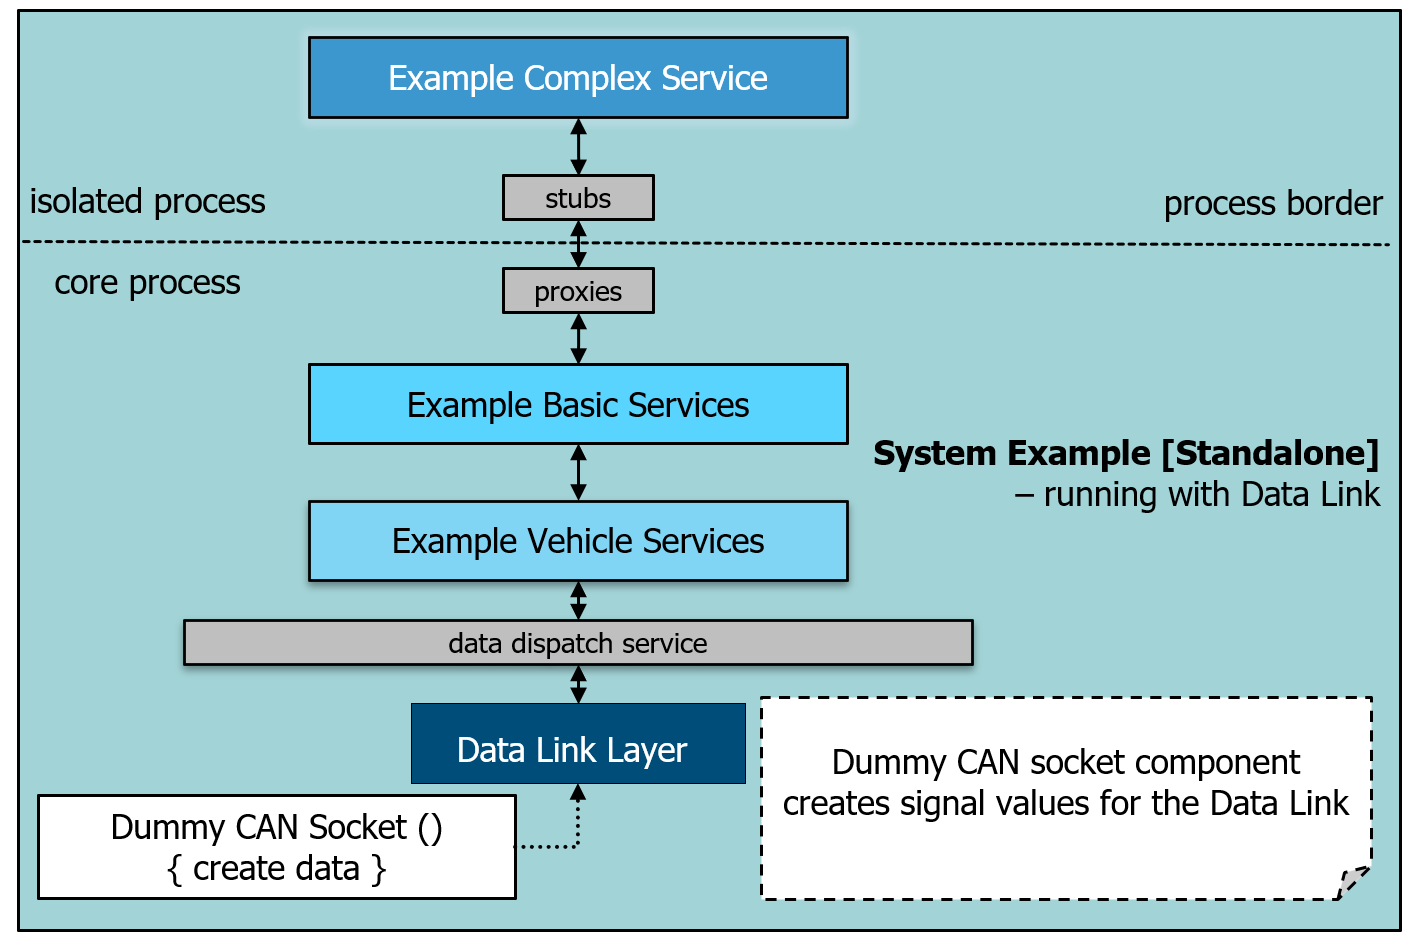 Example Complex Service
stubs
isolated process
process border
core process
proxies
Example Basic Services
System Example [Standalone]
– running with Data Link
Example Vehicle Services
data dispatch service
Data Link Layer
Dummy CAN socket component
creates signal values for the Data Link
Dummy CAN Socket ()
{ create data }